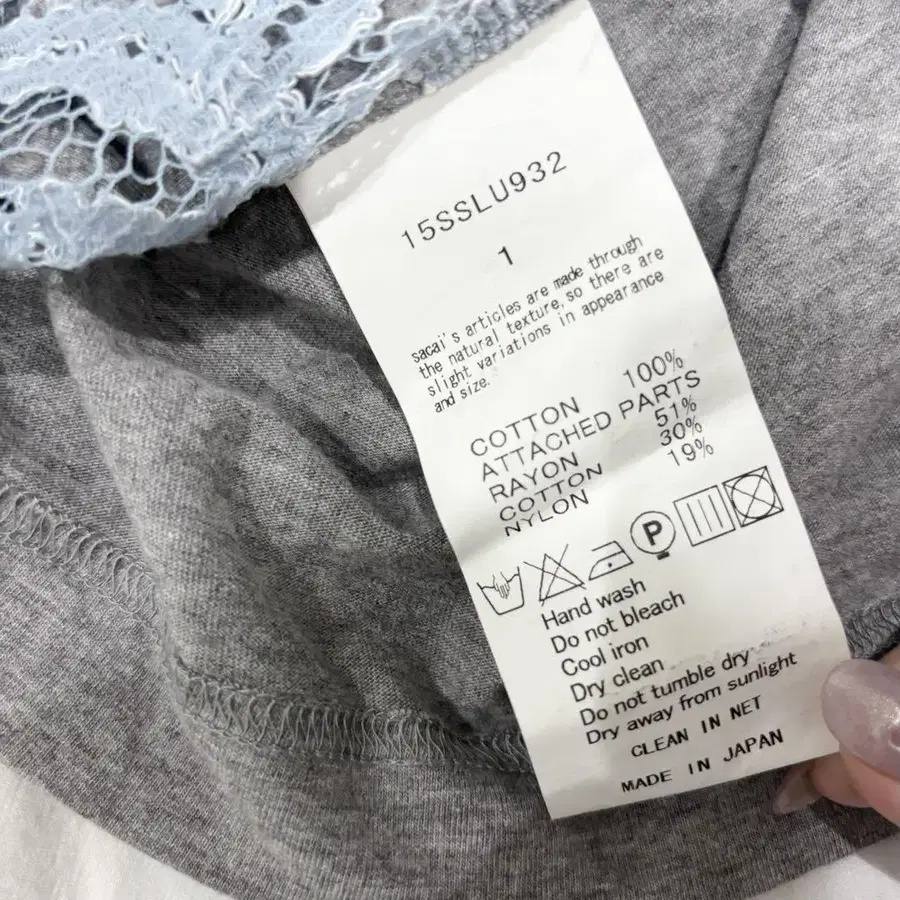 15SSLU932
1
sacai's articles are made through
the natural texture, so there are
slight variations in appearance
and size.
COTTON 100%
ATTACHED PARTS
RAYON 51%
COTTON 30%
NYLON 19%
P
Hand wash
Do not bleach
Cool iron
Dry clean
Do not tumble dry
Dry away from sunlight
CLEAN IN NET
MADE IN JAPAN